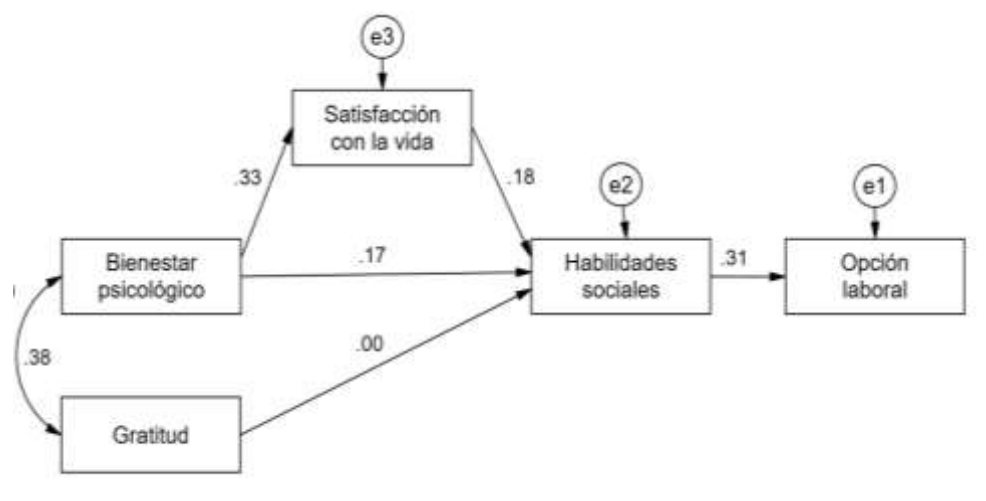 e3
Satisfacción
con la vida
.33
.18
e2
e1
Bienestar
psicológico
.17
Habilidades
sociales
.31
Opción
laboral
.38
.00
Gratitud